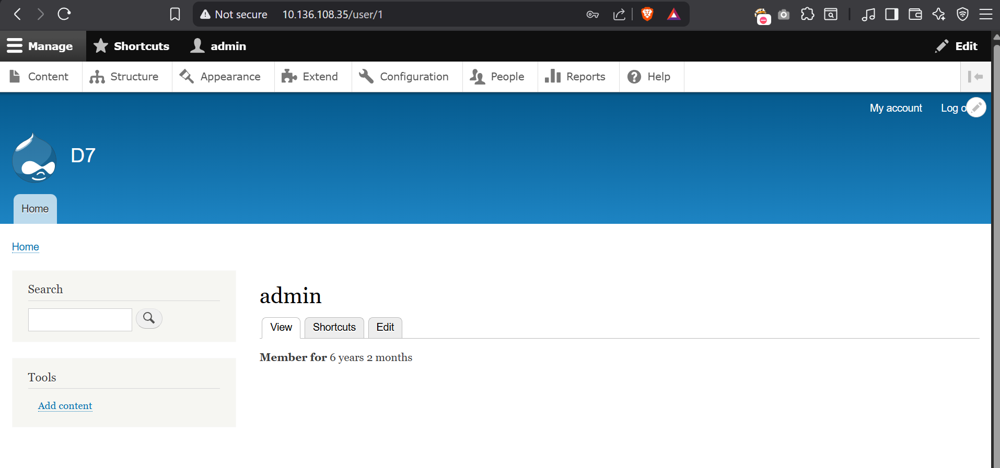 Not secure 10.136.108.35/user/1
Manage Shortcuts admin Edit
Content Structure Appearance Extend Configuration People Reports Help
My account Log o
D7
Home
Home
Search
admin
View Shortcuts Edit
Member for 6 years 2 months
Tools
Add content